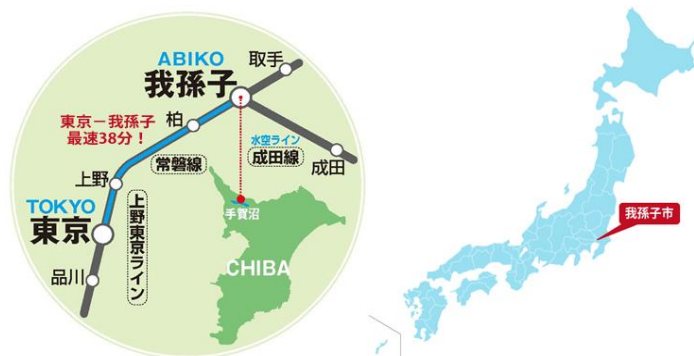 ABIKO
我孫子
取手
東京－我孫子
最速38分！
柏
水空ライン
成田線
成田
常磐線
上野
手賀沼
TOKYO
東京
上野東京ライン
CHIBA
品川
我孫子市